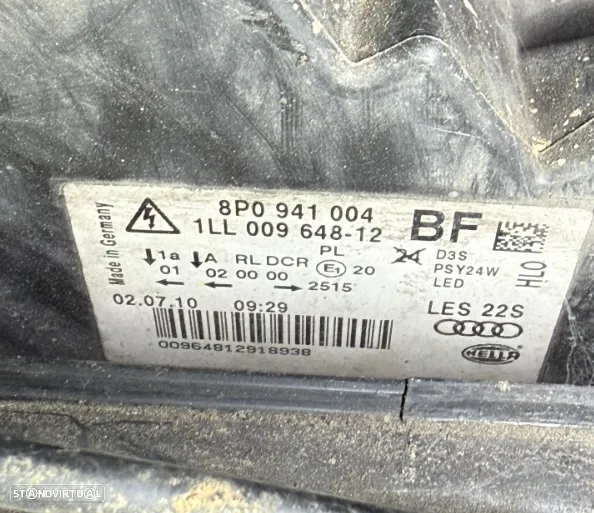 8P0 941 004 BF
1LL 009 648-12
Made in Germany
PL
1a A RL DCR E1 20
01 02 00 00
2515
24 D3S
PSY24W
LED
HLO
02.07.10 09:29
LES 22S
HELLA
00964812918938
STANDVIRTUAL